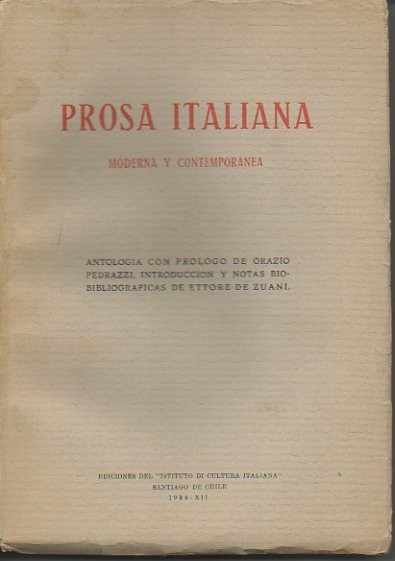 PROSA ITALIANA
MODERNA Y CONTEMPORANEA
ANTOLOGIA CON PROLOGO DE ORAZIO
PEDRAZZI. INTRODUCCION Y NOTAS BIO-
BIBLIOGRAFICAS DE ETTORE DE ZUANI.
EDICIONES DEL "ISTITUTO DI CULTURA ITALIANA"
SANTIAGO DE CHILE
1934-XII